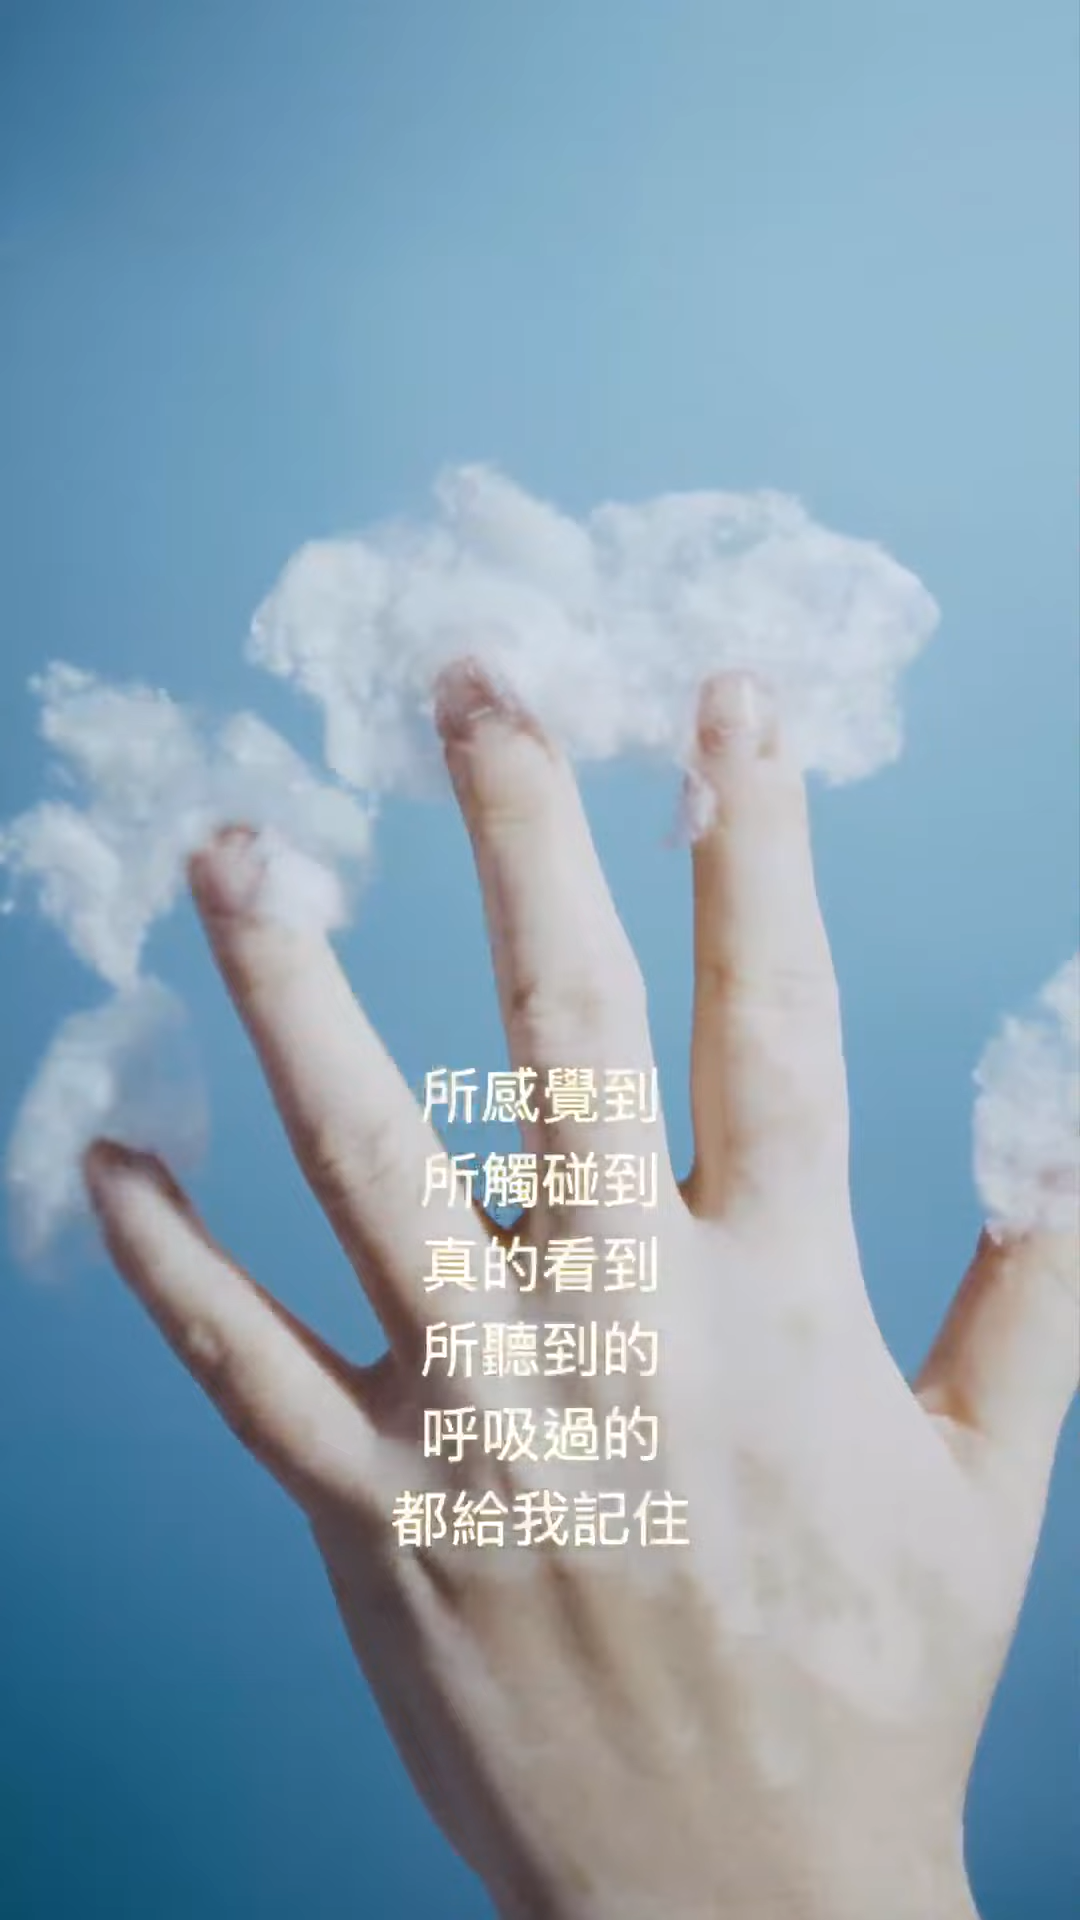 所感覺到
所觸碰到
真的看到
所聽到的
呼吸過的
都給我記住